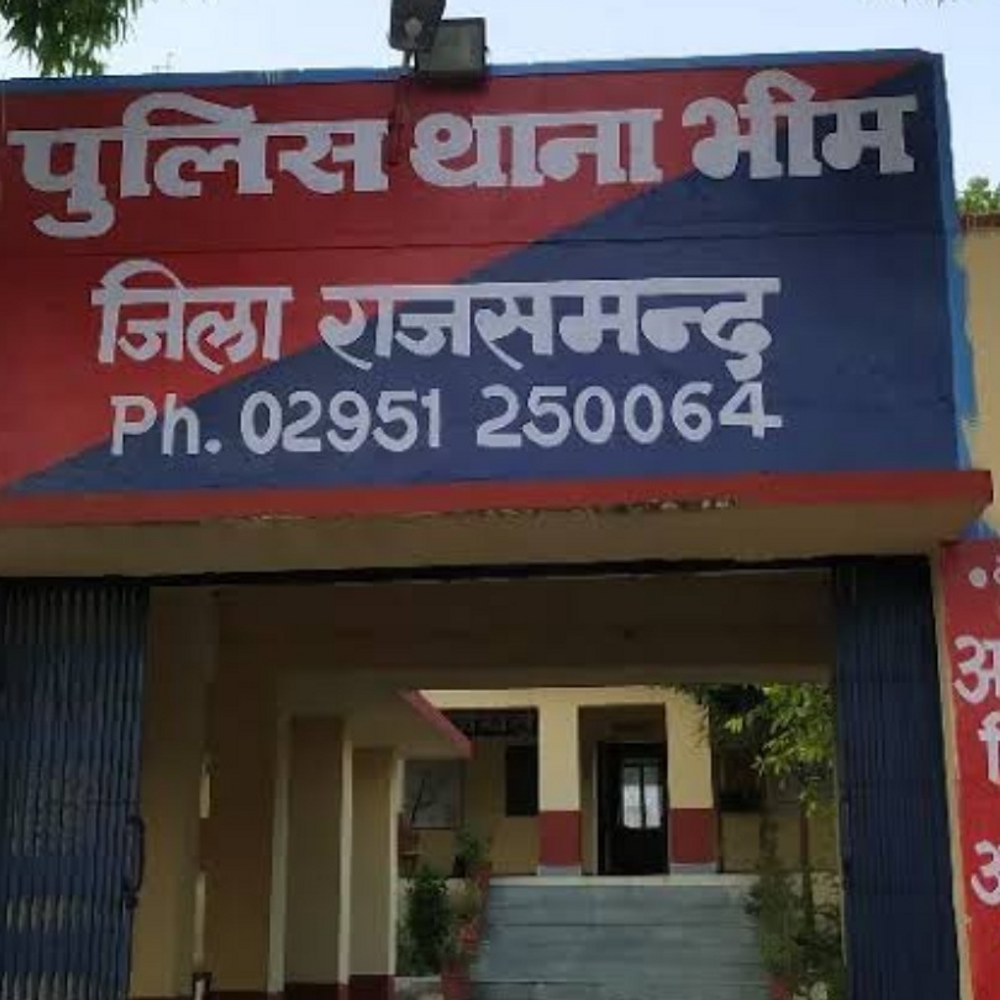 पुलिस थाना भीम
जिला राजसमन्द
Ph. 02951 250064